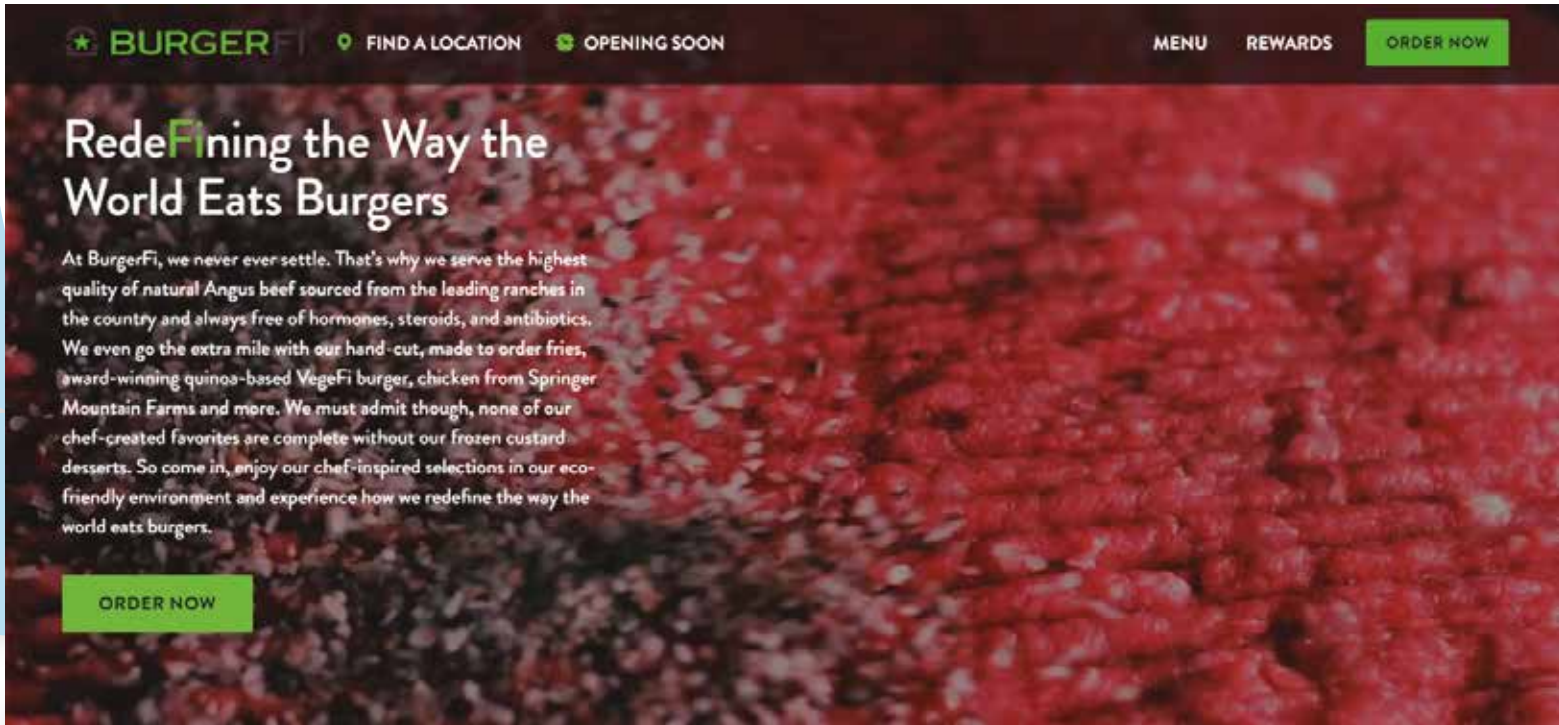 BURGERFI
FIND A LOCATION
OPENING SOON
MENU
REWARDS
ORDER NOW
RedeFining the Way the
World Eats Burgers
At BurgerFi, we never ever settle. That's why we serve the highest
quality of natural Angus beef sourced from the leading ranches in
the country and always free of hormones, steroids, and antibiotics.
We even go the extra mile with our hand-cut, made to order fries,
award-winning quinoa-based VegeFi burger, chicken from Springer
Mountain Farms and more. We must admit though, none of our
chef-created favorites are complete without our frozen custard
desserts. So come in, enjoy our chef-inspired selections in our eco-
friendly environment and experience how we redefine the way the
world eats burgers.
ORDER NOW